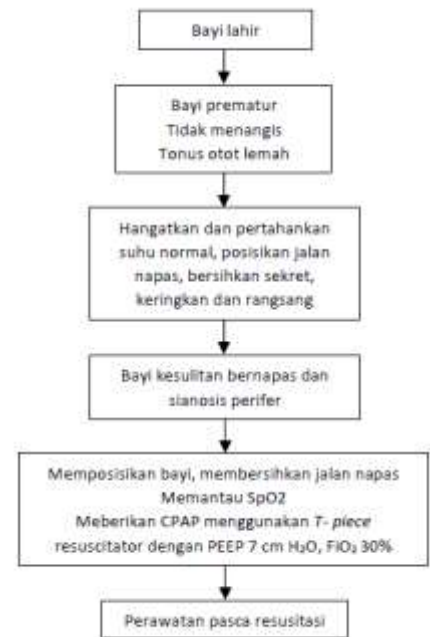 Bayi lahir
Bayi prematur
Tidak menangis
Tonus otot lemah
Hangatkan dan pertahankan
suhu normal, posisikan jalan
napas, bersihkan sekret,
keringkan dan rangsang
Bayi kesulitan bernapas dan
sianosis perifer
Memposisikan bayi, membersihkan jalan napas
Memantau SpO2
Meberikan CPAP menggunakan T- piece
resuscitator dengan PEEP 7 cm H₂O, FiO₂ 30%
Perawatan pasca resusitasi